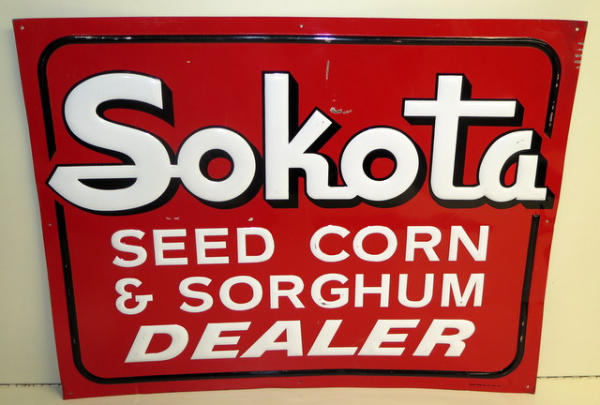 Sokota
SEED CORN
& SORGHUM
DEALER